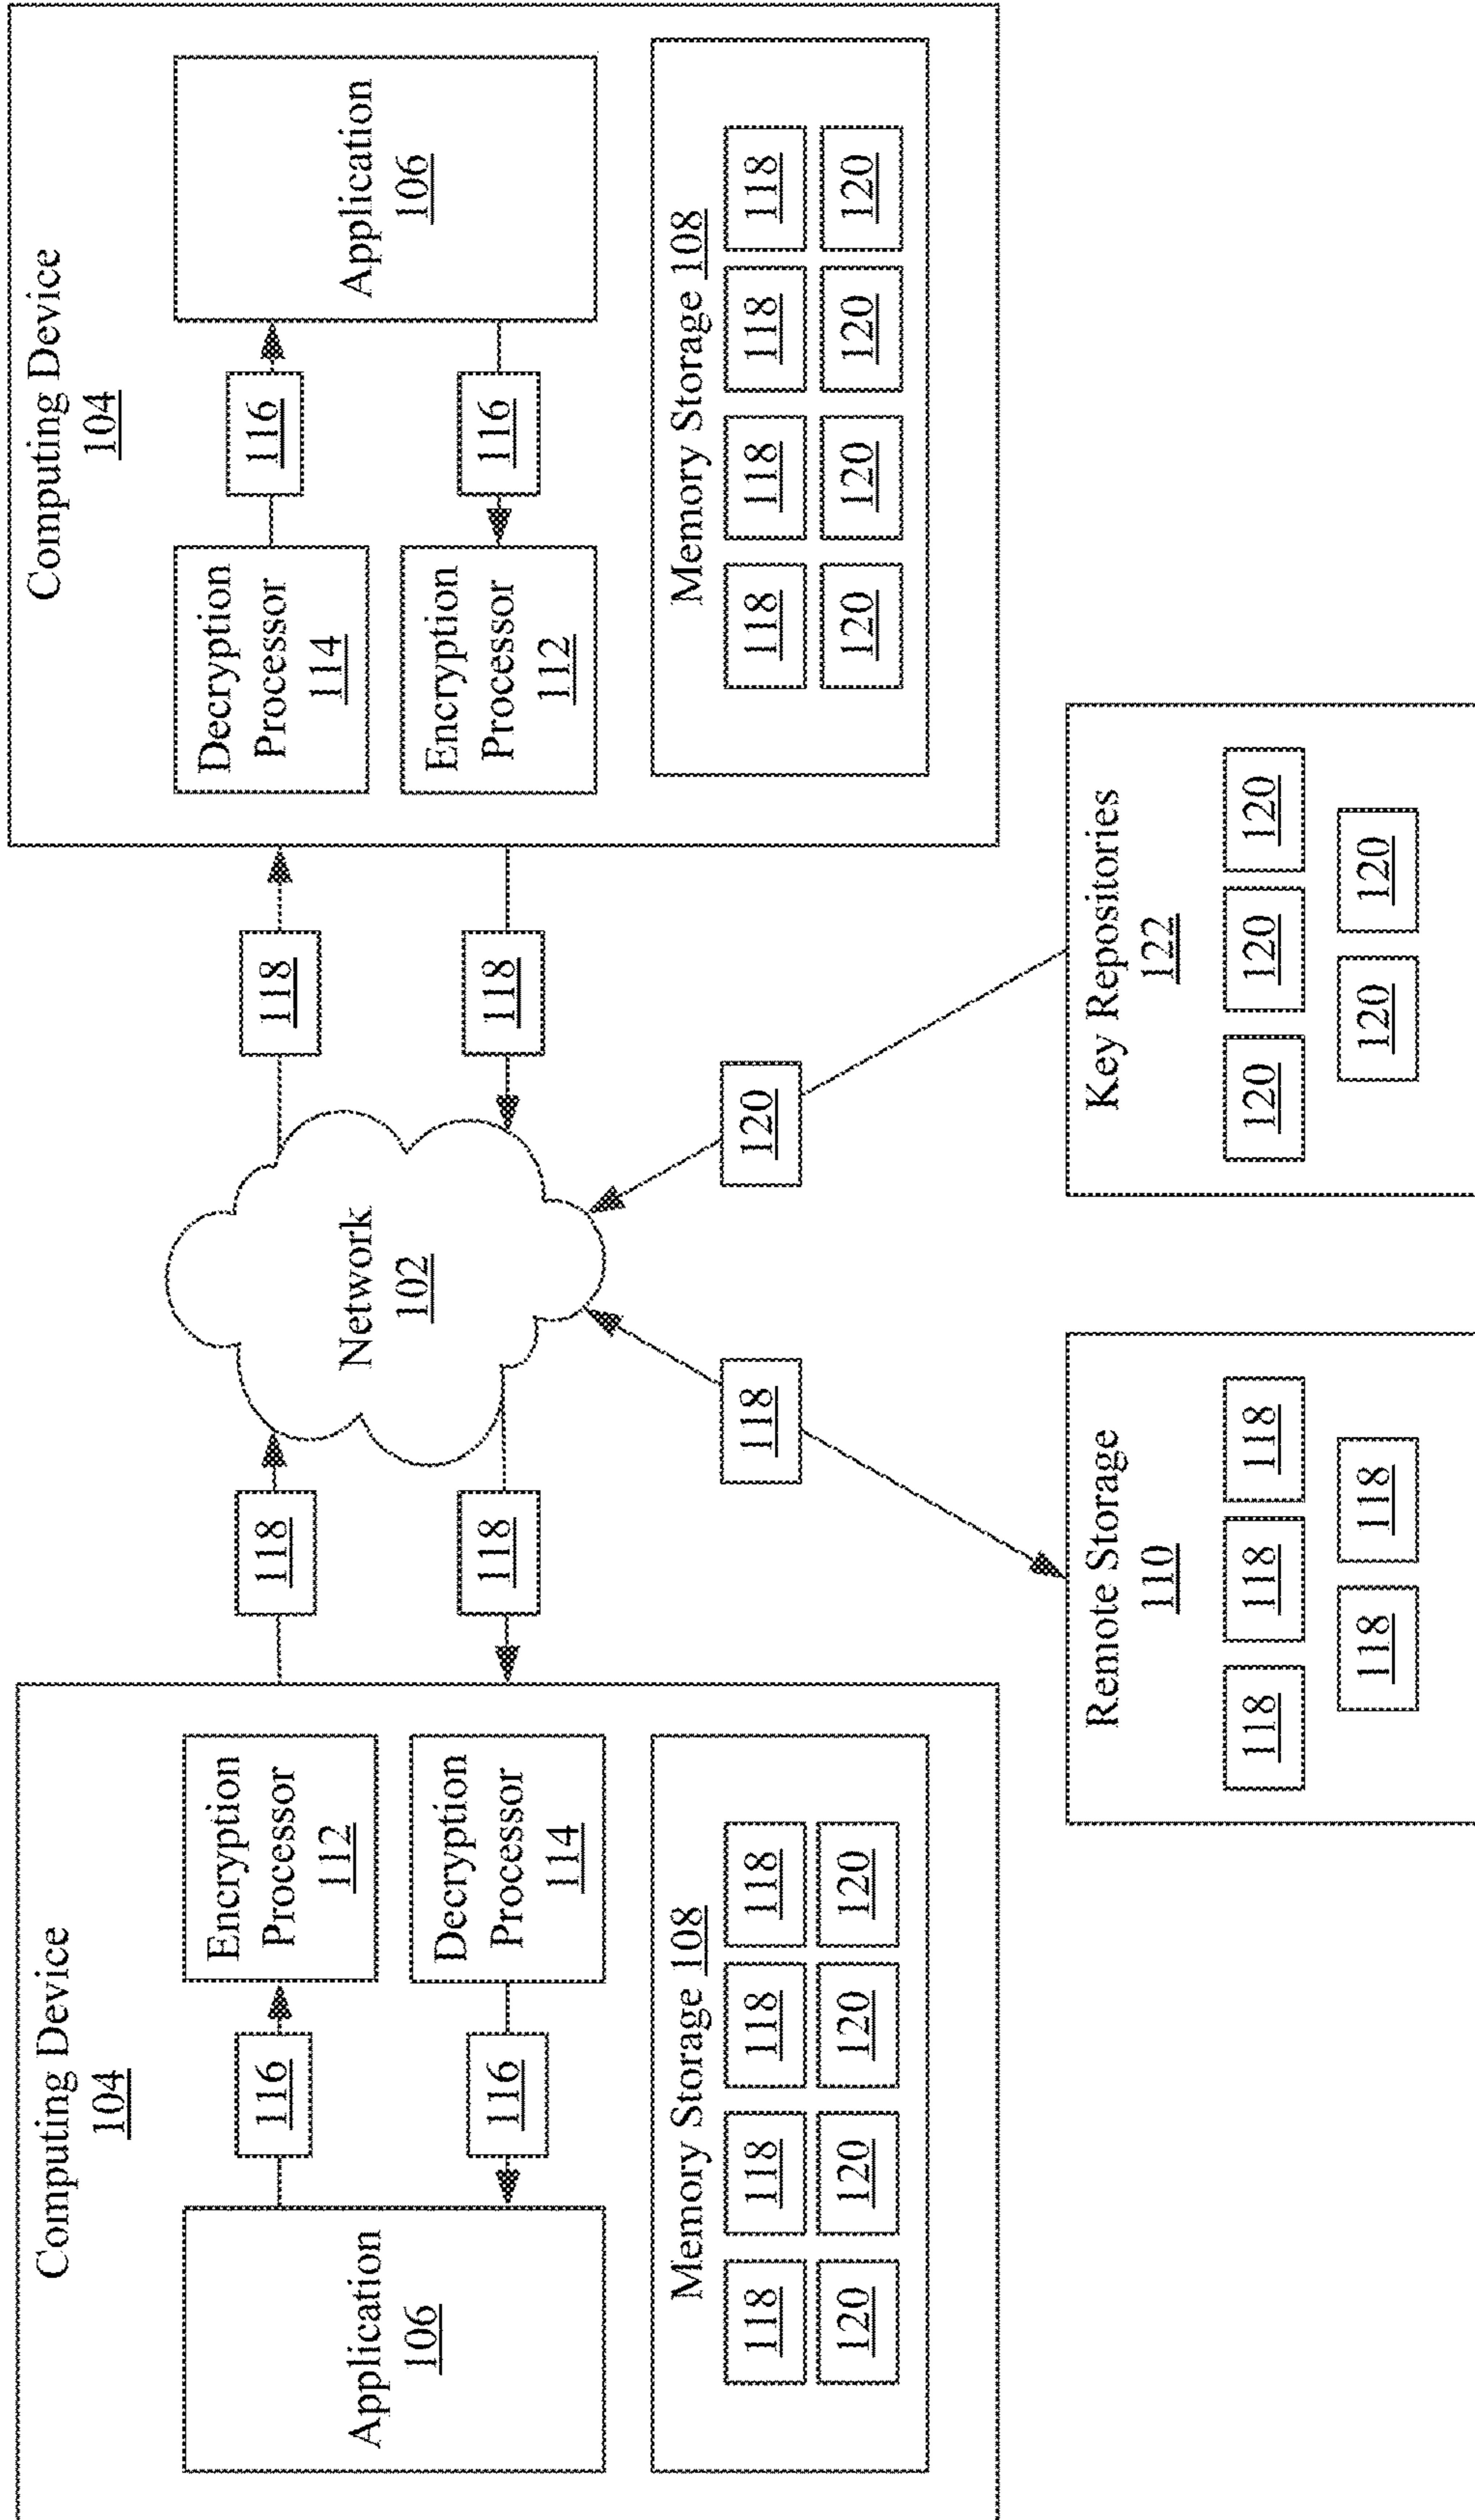 Computing Device
104
Application
106
116
116
Encryption
Processor
112
Decryption
Processor
114
Memory Storage 108
118
118
118
118
120
120
120
120
118
118
Network
102
118
118
Computing Device
104
Decryption
Processor
114
Encryption
Processor
112
116
116
Application
106
Memory Storage 108
118
118
118
118
120
120
120
120
118
120
Remote Storage
110
118
118
118
118
118
Key Repositories
122
120
120
120
120
120